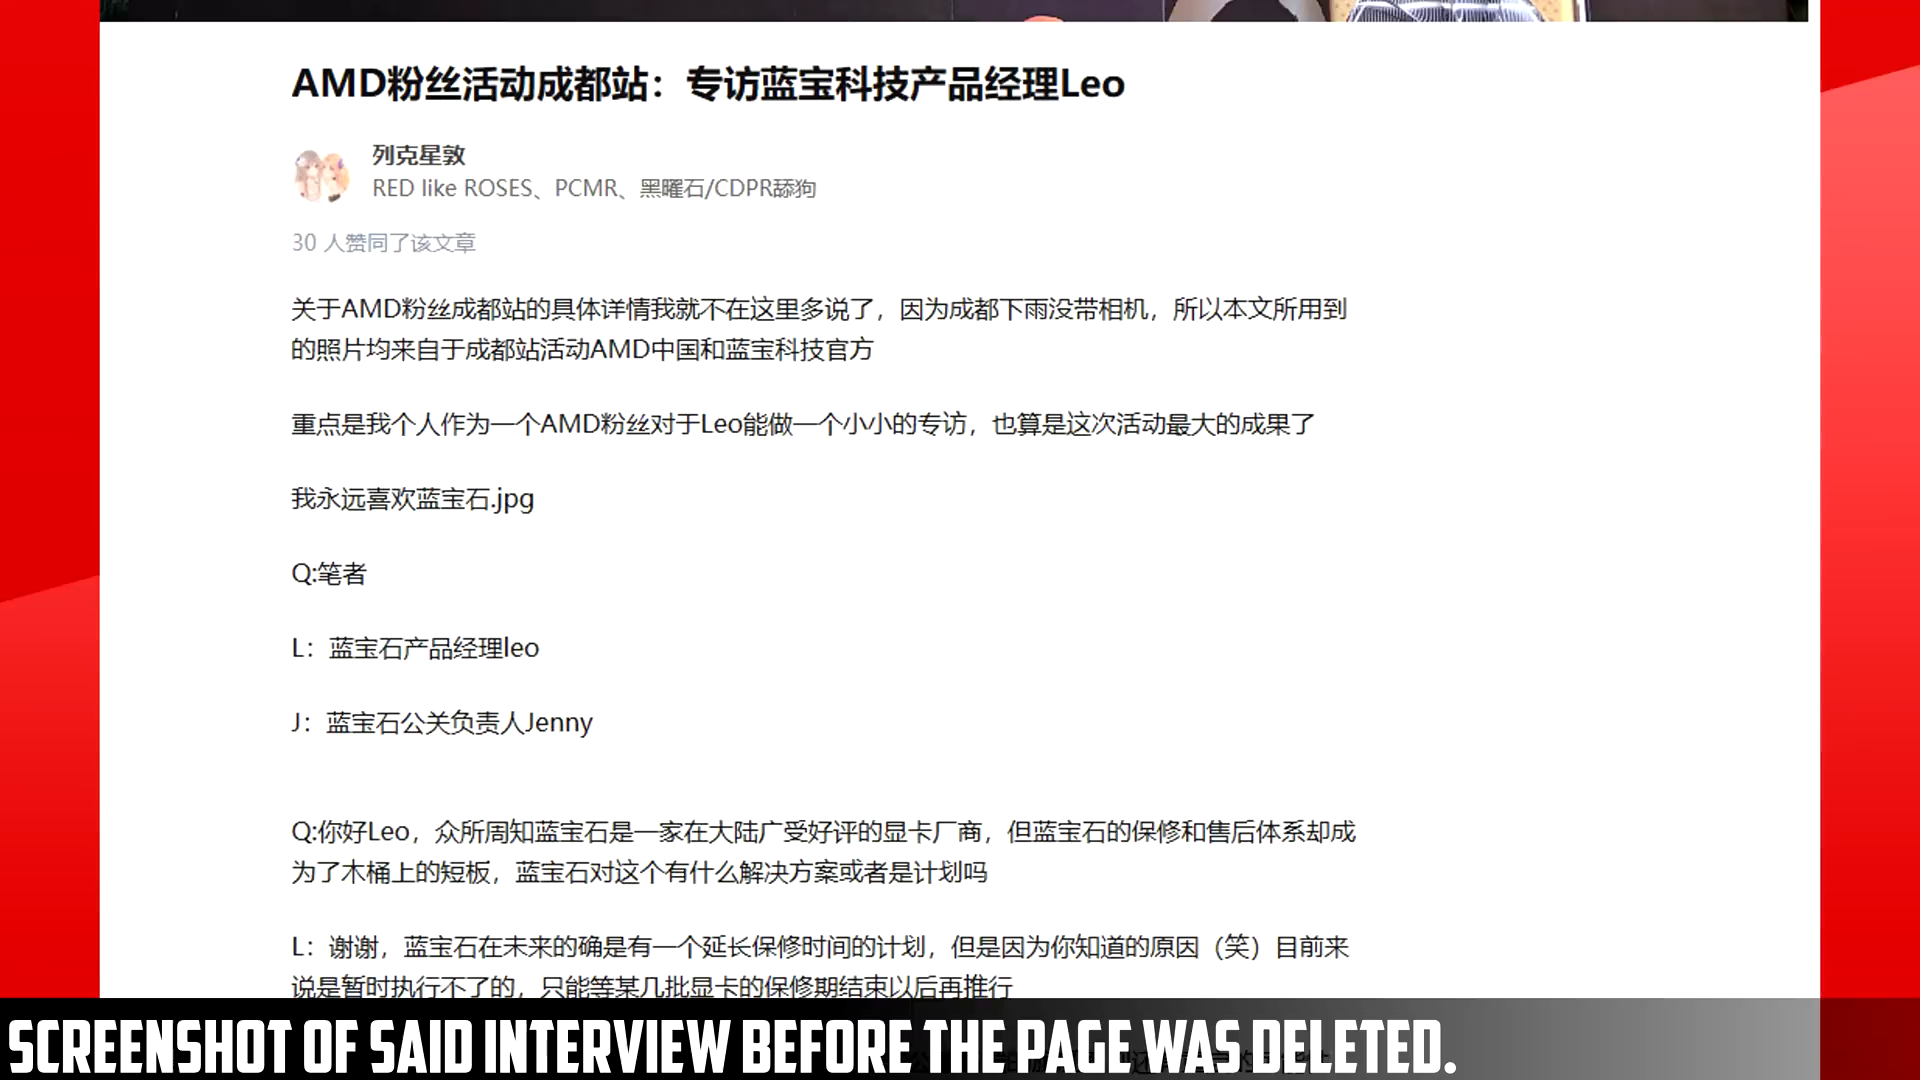 AMD粉丝活动成都站：专访蓝宝科技产品经理Leo
列克星敦
RED like ROSES、PCMR、黑曜石/CDPR舔狗
30 人赞同了该文章
关于AMD粉丝成都站的具体详情我就不在这里多说了，因为成都下雨没带相机，所以本文所用到
的照片均来自于成都站活动AMD中国和蓝宝科技官方
重点是我个人作为一个AMD粉丝对于Leo能做一个小小的专访，也算是这次活动最大的成果了
我永远喜欢蓝宝石.jpg
Q:笔者
L：蓝宝石产品经理leo
J：蓝宝石公关负责人Jenny
Q:你好Leo，众所周知蓝宝石是一家在大陆广受好评的显卡厂商，但蓝宝石的保修和售后体系却成
为了木桶上的短板，蓝宝石对这个有什么解决方案或者是计划吗
L：谢谢，蓝宝石在未来的确是有一个延长保修时间的计划，但是因为你知道的原因（笑）目前来
说是暂时执行不了的，只能等某几批显卡的保修期结束以后再推行
SCREENSHOT OF SAID INTERVIEW BEFORE THE PAGE WAS DELETED.